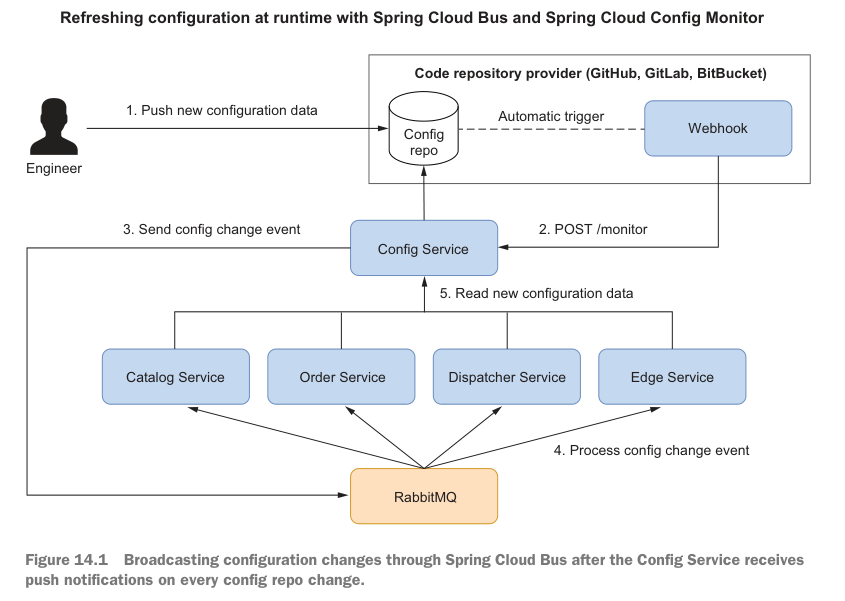 Refreshing configuration at runtime with Spring Cloud Bus and Spring Cloud Config Monitor
Code repository provider (GitHub, GitLab, BitBucket)
1. Push new configuration data
Automatic trigger
Config
repo
Webhook
Engineer
3. Send config change event
2. POST /monitor
Config Service
5. Read new configuration data
Catalog Service
Order Service
Dispatcher Service
Edge Service
4. Process config change event
RabbitMQ
Figure 14.1 Broadcasting configuration changes through Spring Cloud Bus after the Config Service receives
push notifications on every config repo change.